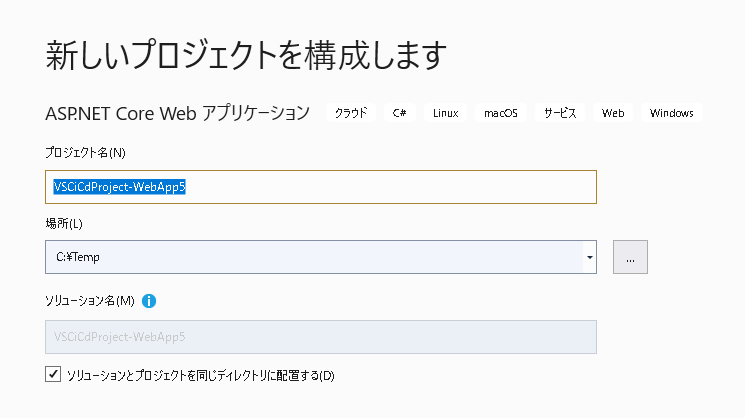 新しいプロジェクトを構成します
ASP.NET Core Web アプリケーション クラウド C# Linux macOS サービス Web Windows
プロジェクト名(N)
VSCiCdProject-WebApp5
場所(L)
C:¥Temp ...
ソリューション名(M)
VSCiCdProject-WebApp5
ソリューションとプロジェクトを同じディレクトリに配置する(D)